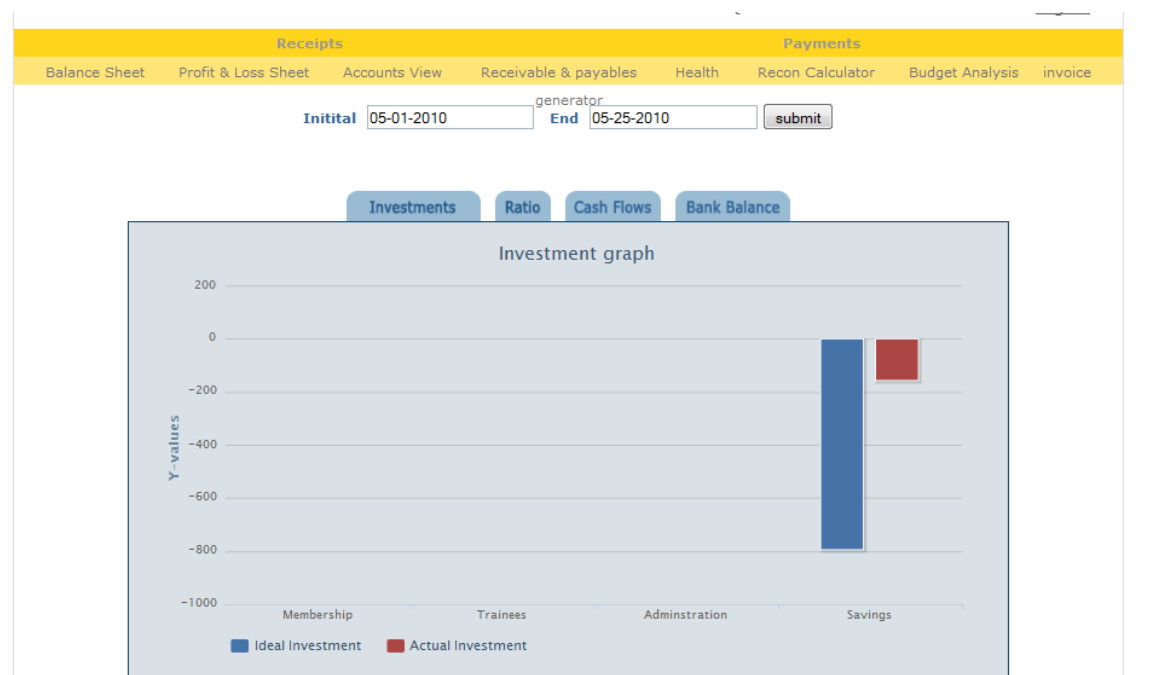 Receipts Payments
Balance Sheet Profit & Loss Sheet Accounts View Receivable & payables Health Recon Calculator Budget Analysis invoice
generator
Initital 05-01-2010 End 05-25-2010 submit
Investments Ratio Cash Flows Bank Balance
Investment graph
200
0
-200
-400
-600
-800
-1000
Y-values
Membership Trainees Adminstration Savings
Ideal Investment Actual Investment